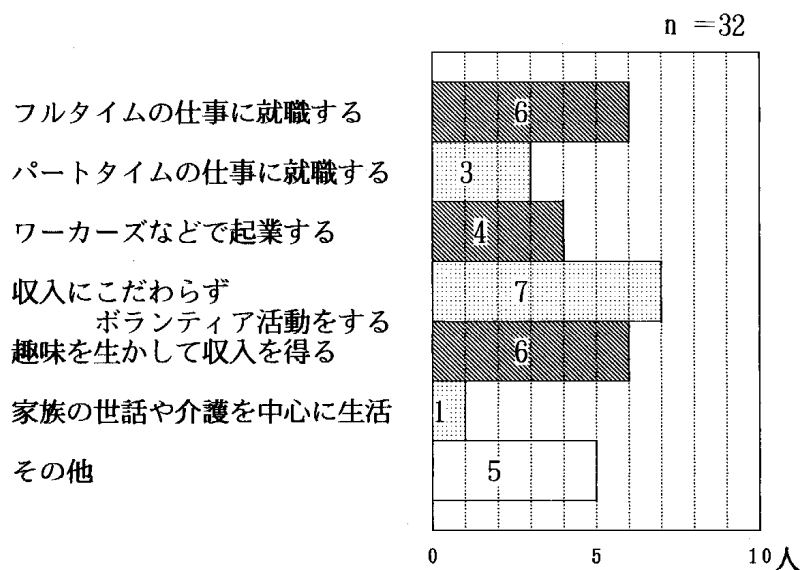 n =32
フルタイムの仕事に就職する
6
パートタイムの仕事に就職する
3
ワーカーズなどで起業する
4
収入にこだわらず
ボランティア活動をする
7
趣味を生かして収入を得る
6
家族の世話や介護を中心に生活
1
その他
5
0 5 10人